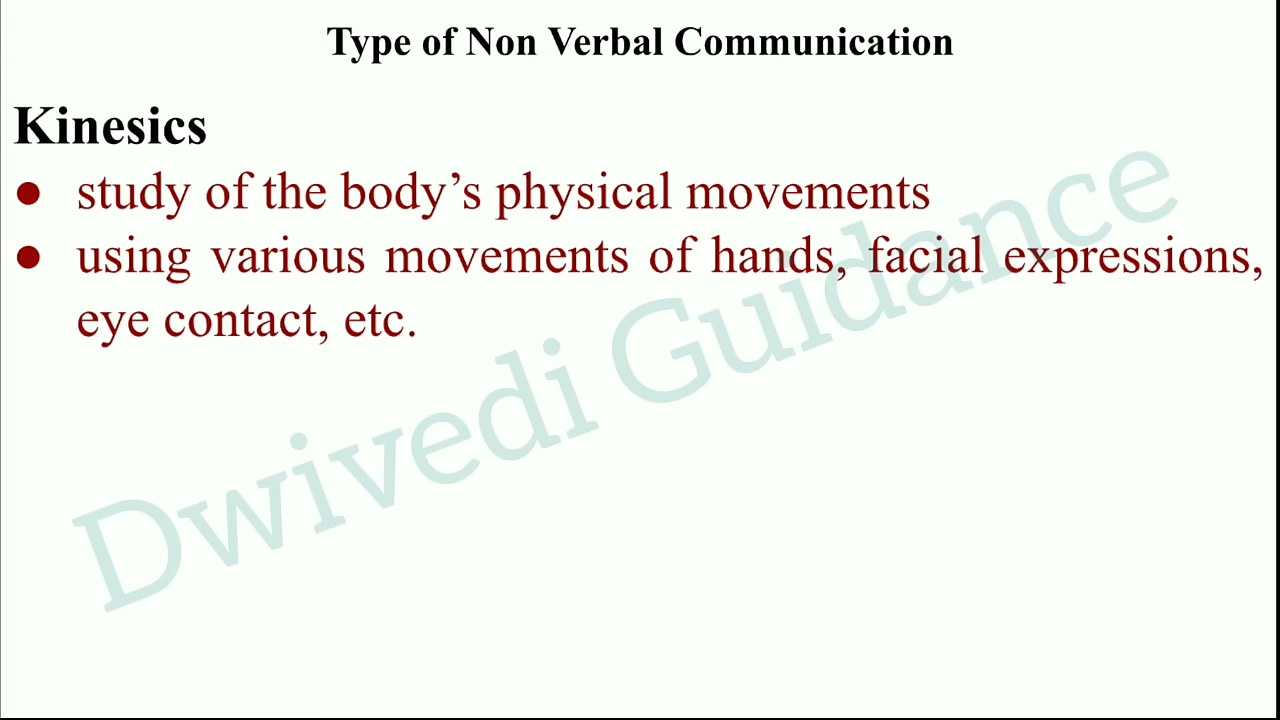 Type of Non Verbal Communication
Kinesics
● study of the body’s physical movements
● using various movements of hands, facial expressions,
eye contact, etc.
Dwivedi Guidance